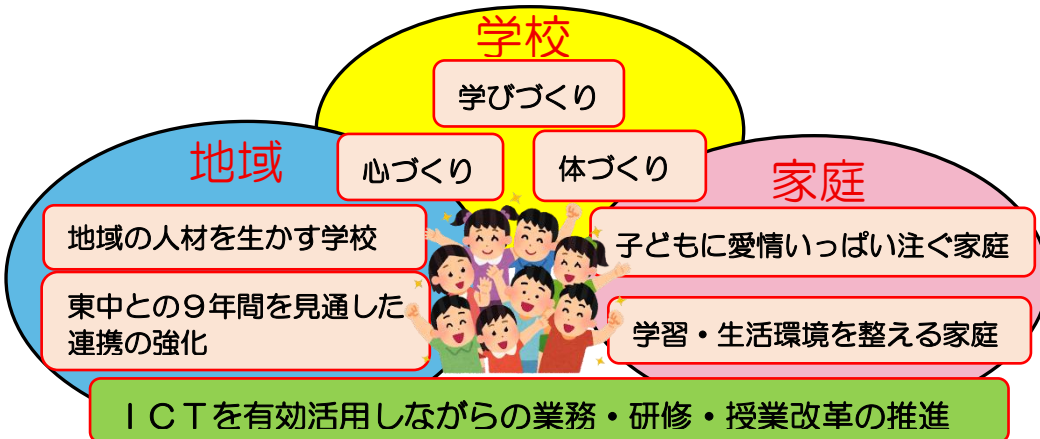 学校
学びづくり
心づくり
体づくり
地域
地域の人材を生かす学校
東中との９年間を見通した
連携の強化
家庭
子どもに愛情いっぱい注ぐ家庭
学習・生活環境を整える家庭
ＩＣＴを有効活用しながらの業務・研修・授業改革の推進